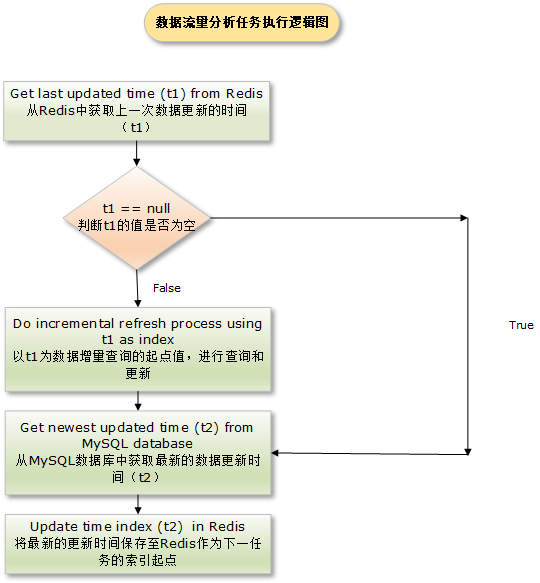 数据流量分析任务执行逻辑图
Get last updated time (t1) from Redis
从Redis中获取上一次数据更新的时间
（t1）
t1 == null
判断t1的值是否为空
False
True
Do incremental refresh process using
t1 as index
以t1为数据增量查询的起点值，进行查询和
更新
Get newest updated time (t2) from
MySQL database
从MySQL数据库中获取最新的数据更新时
间（t2）
Update time index (t2)  in Redis
将最新的更新时间保存至Redis作为下一任
务的索引起点